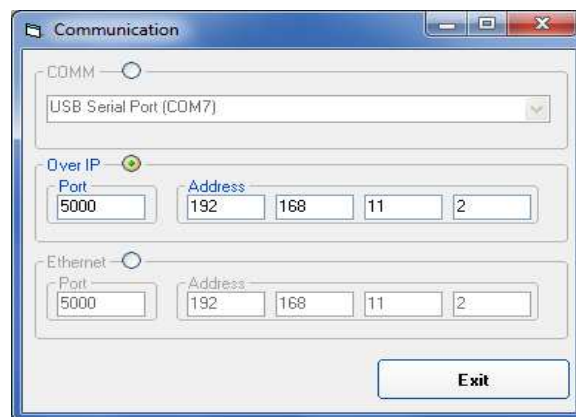 Communication
COMM
USB Serial Port (COM7)
Over IP
Port
Address
5000
192
168
11
2
Ethernet
Port
Address
5000
192
168
11
2
Exit